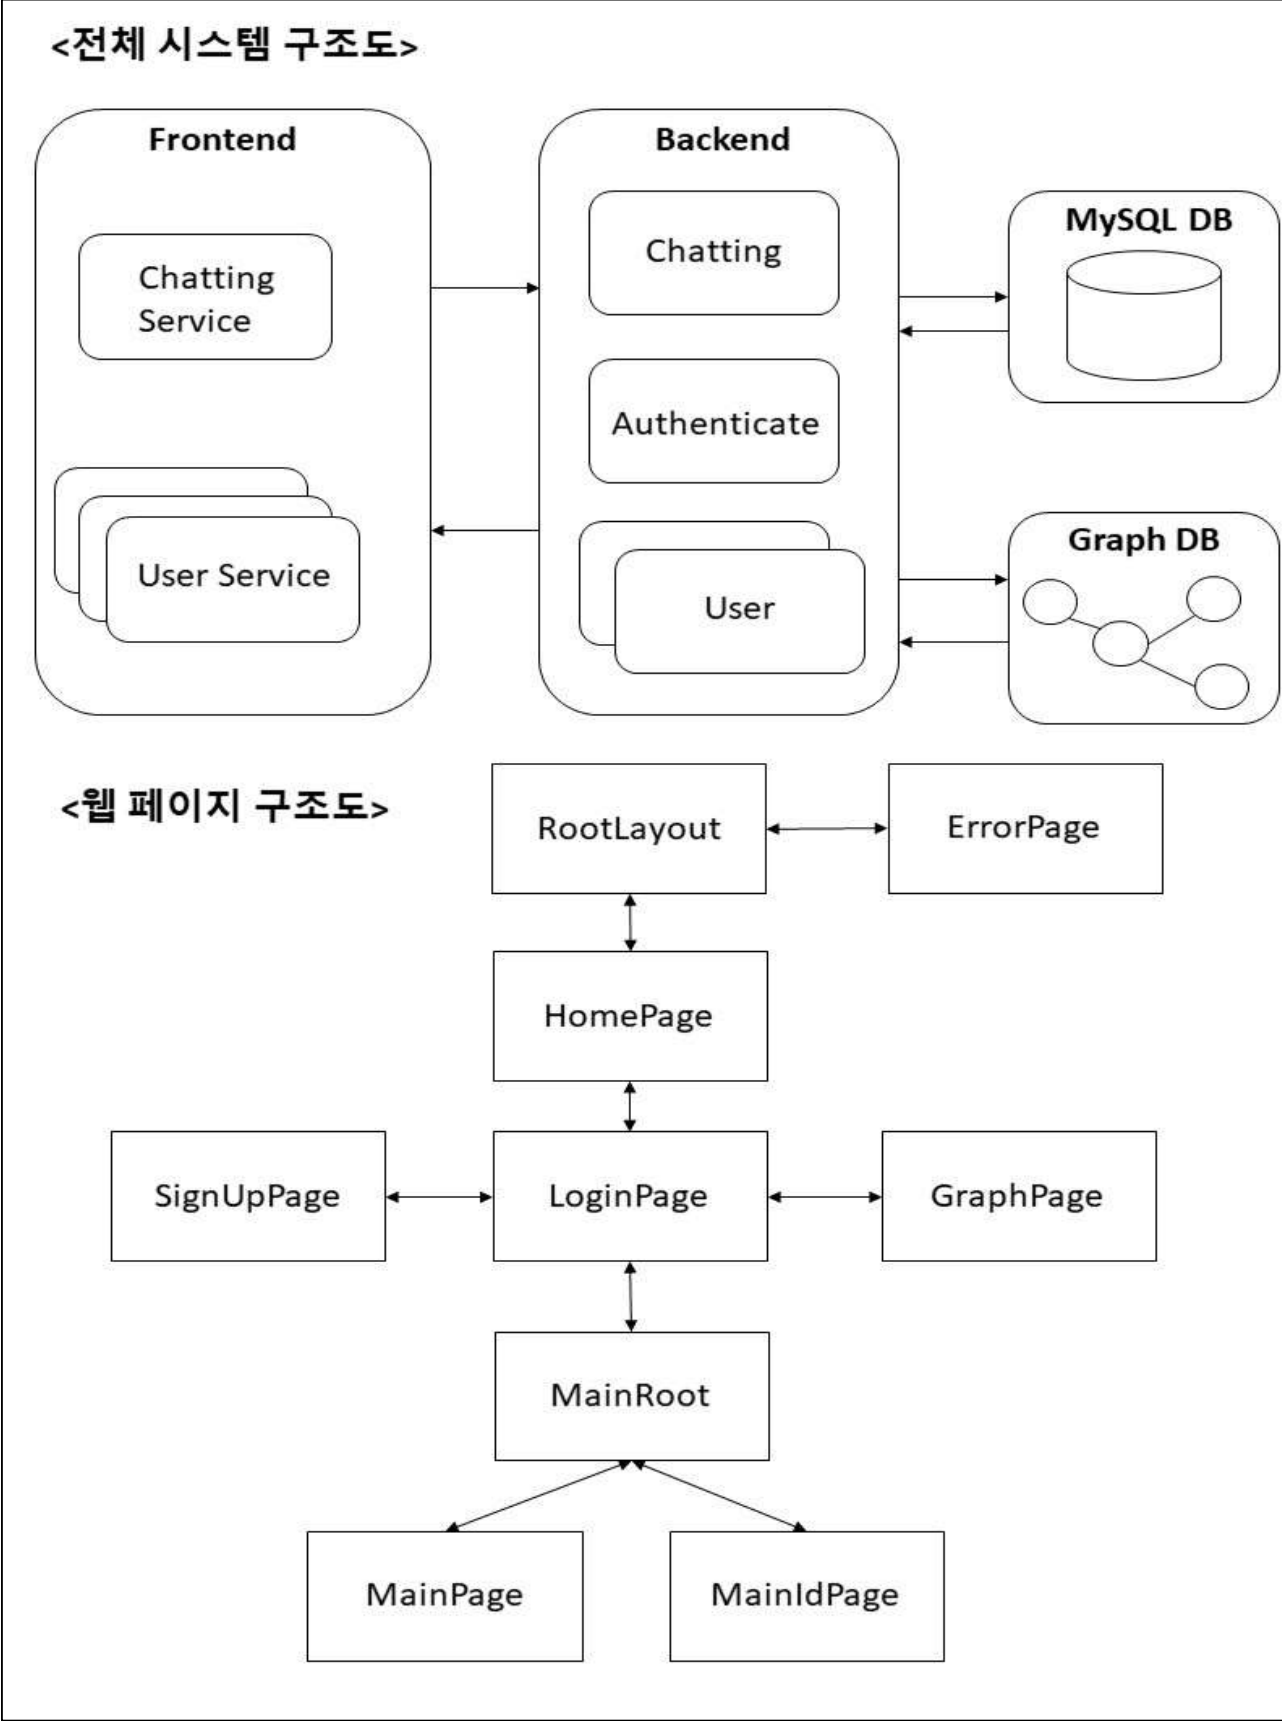 <전체 시스템 구조도>
Frontend
Chatting
Service
User Service
Backend
Chatting
Authenticate
User
MySQL DB
Graph DB
<웹 페이지 구조도>
RootLayout
ErrorPage
HomePage
SignUpPage
LoginPage
GraphPage
MainRoot
MainPage
MainIdPage